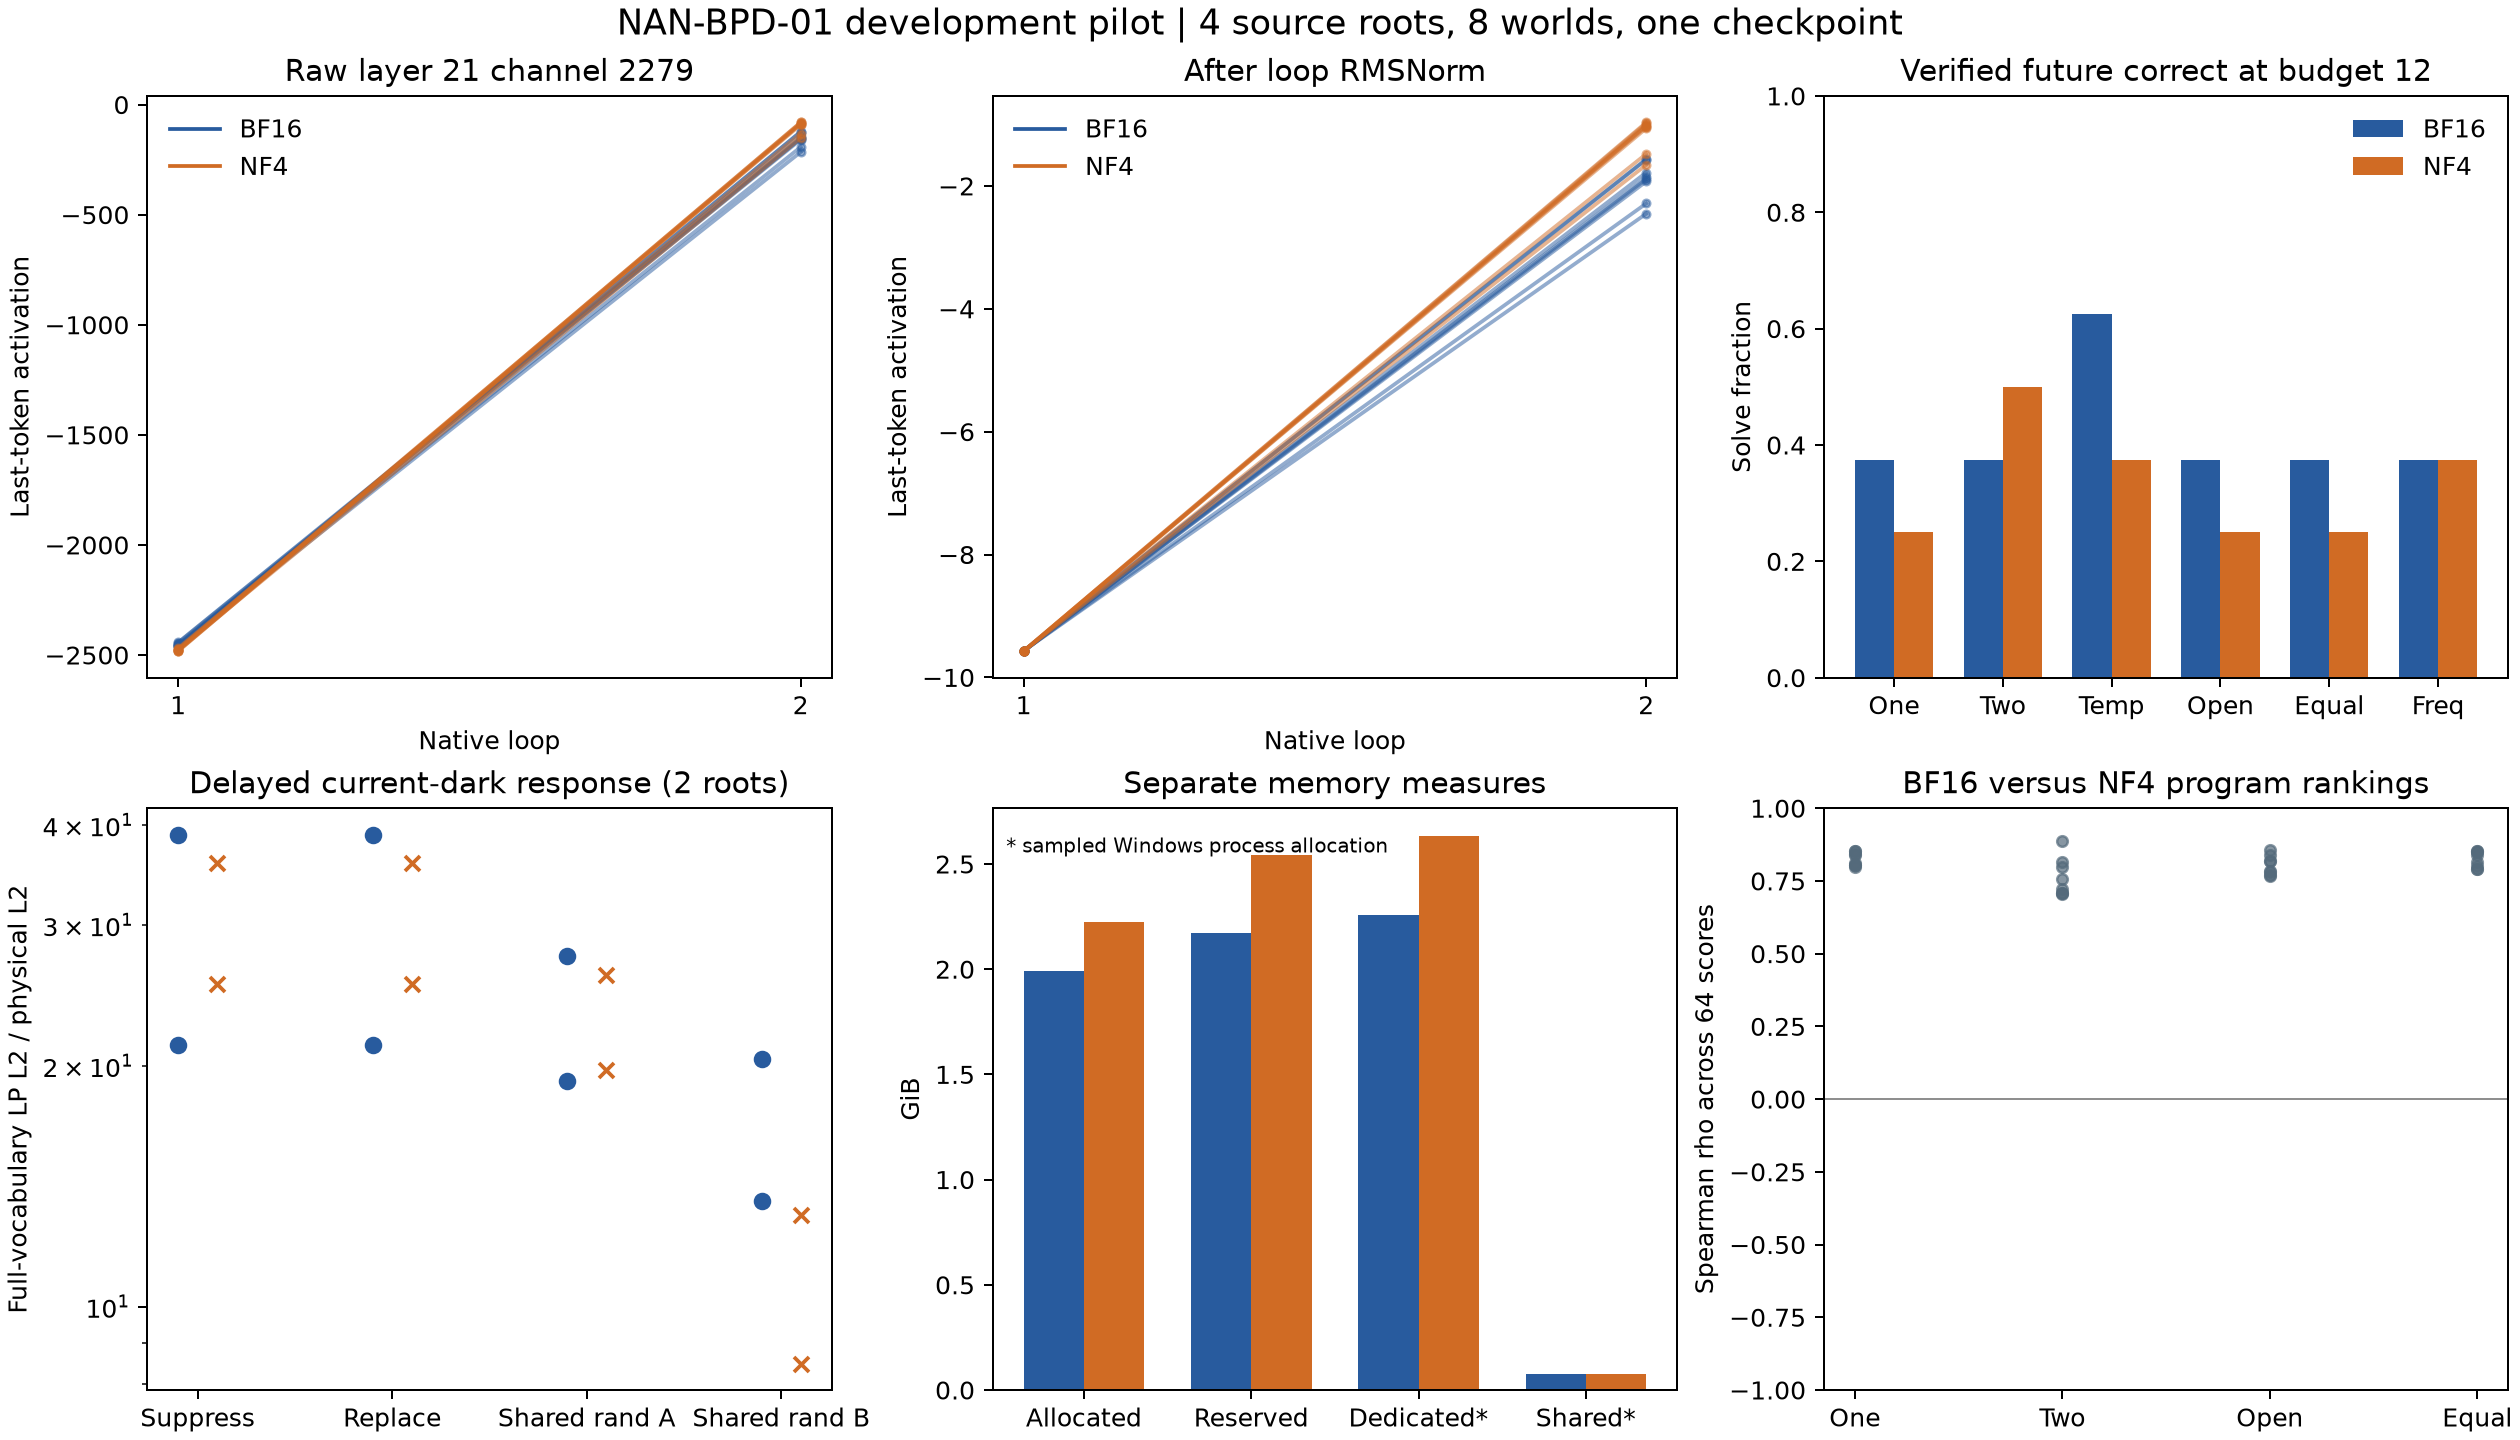 NAN-BPD-01 development pilot | 4 source roots, 8 worlds, one checkpoint
Raw layer 21 channel 2279
BF16
NF4
Last-token activation
0
−500
−1000
−1500
−2000
−2500
1
2
Native loop
After loop RMSNorm
BF16
NF4
Last-token activation
−2
−4
−6
−8
−10
1
2
Native loop
Verified future correct at budget 12
BF16
NF4
Solve fraction
1.0
0.8
0.6
0.4
0.2
0.0
One
Two
Temp
Open
Equal
Freq
Delayed current-dark response (2 roots)
Full-vocabulary LP L2 / physical L2
4 × 10¹
3 × 10¹
2 × 10¹
10¹
Suppress
Replace
Shared rand A
Shared rand B
Separate memory measures
* sampled Windows process allocation
GiB
2.5
2.0
1.5
1.0
0.5
0.0
Allocated
Reserved
Dedicated*
Shared*
BF16 versus NF4 program rankings
Spearman rho across 64 scores
1.00
0.75
0.50
0.25
0.00
−0.25
−0.50
−0.75
−1.00
One
Two
Open
Equal